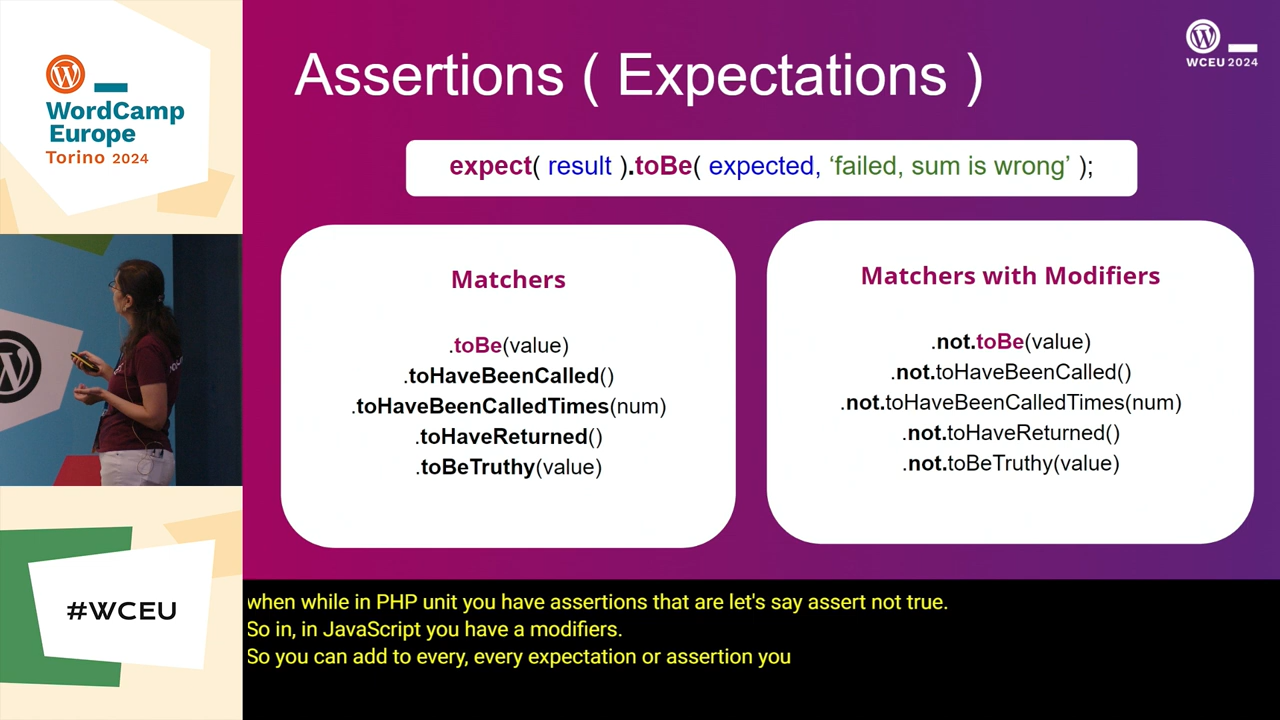 WordCamp
Europe
Torino 2024
#WCEU
Assertions ( Expectations )
WCEU 2024
expect( result ).toBe( expected, ‘failed, sum is wrong’ );
Matchers
.toBe(value)
.toHaveBeenCalled()
.toHaveBeenCalledTimes(num)
.toHaveReturned()
.toBeTruthy(value)
Matchers with Modifiers
.not.toBe(value)
.not.toHaveBeenCalled()
.not.toHaveBeenCalledTimes(num)
.not.toHaveReturned()
.not.toBeTruthy(value)
when while in PHP unit you have assertions that are let's say assert not true.
So in, in JavaScript you have a modifiers.
So you can add to every, every expectation or assertion you